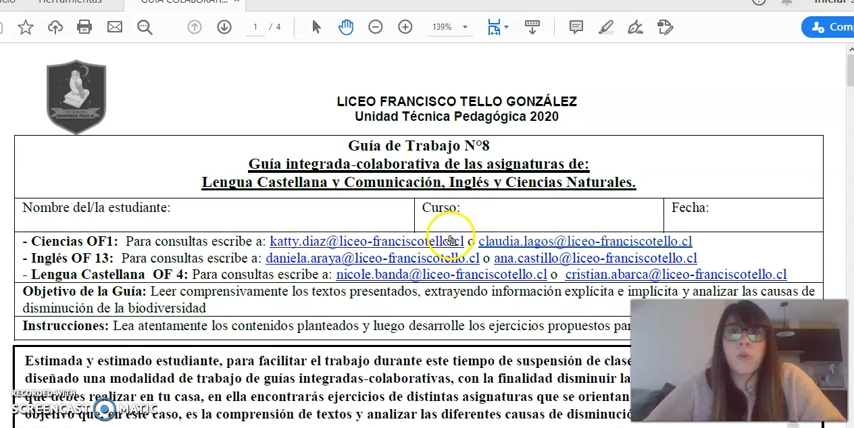 Herramientas
GUÍA COLABORATI...
1 / 4
139%
Com
LICEO FRANCISCO TELLO GONZÁLEZ
Unidad Técnica Pedagógica 2020
Guía de Trabajo N°8
Guía integrada-colaborativa de las asignaturas de:
Lengua Castellana y Comunicación, Inglés y Ciencias Naturales.
Nombre del/la estudiante: Curso: Fecha:
- Ciencias OF1: Para consultas escribe a: katty.diaz@liceo-franciscotello.cl o claudia.lagos@liceo-franciscotello.cl
- Inglés OF 13: Para consultas escribe a: daniela.araya@liceo-franciscotello.cl o ana.castillo@liceo-franciscotello.cl
- Lengua Castellana OF 4: Para consultas escribe a: nicole.banda@liceo-franciscotello.cl o cristian.abarca@liceo-franciscotello.cl
Objetivo de la Guía: Leer comprensivamente los textos presentados, extrayendo información explícita e implícita y analizar las causas de
disminución de la biodiversidad
Instrucciones: Lea atentamente los contenidos planteados y luego desarrolle los ejercicios propuestos par
Estimada y estimado estudiante, para facilitar el trabajo durante este tiempo de suspensión de clase
diseñado una modalidad de trabajo de guías integradas-colaborativas, con la finalidad disminuir la
que debes realizar en tu casa, en ella encontrarás ejercicios de distintas asignaturas que se orientan
objetivo que, en este caso, es la comprensión de textos y analizar las diferentes causas de disminució
RECORDED WITH
SCREENCAST MATIC